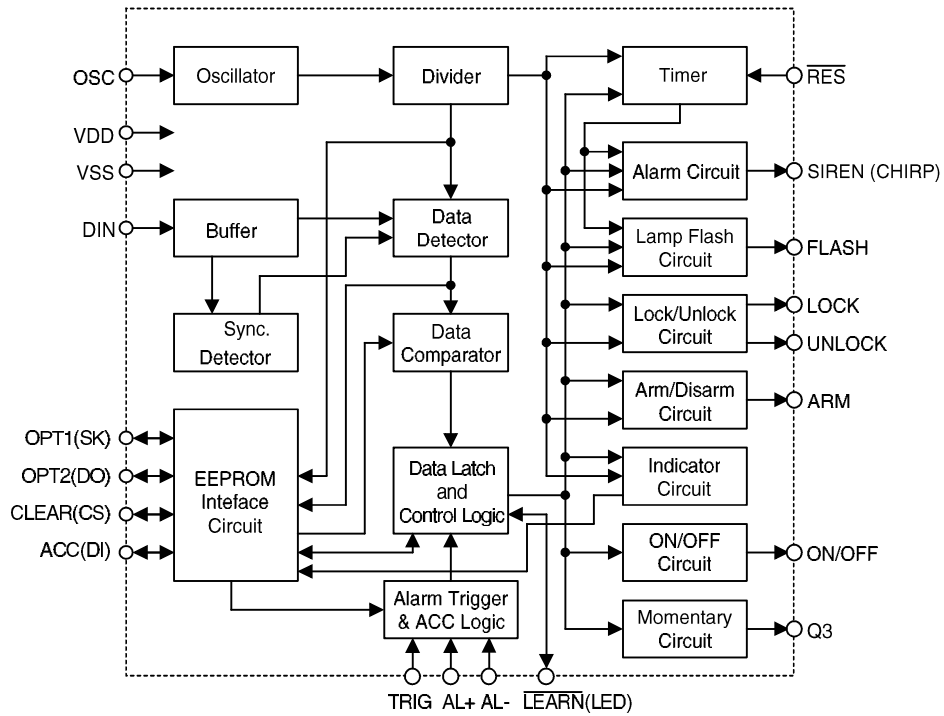 OSC
Oscillator
Divider
Timer
RES
VDD
VSS
Alarm Circuit
SIREN (CHIRP)
DIN
Buffer
Data
Detector
Lamp Flash
Circuit
FLASH
Sync.
Detector
Data
Comparator
Lock/Unlock
Circuit
LOCK
UNLOCK
Arm/Disarm
Circuit
ARM
OPT1(SK)
OPT2(DO)
CLEAR(CS)
ACC(DI)
EEPROM
Inteface
Circuit
Data Latch
and
Control Logic
Indicator
Circuit
ON/OFF
Circuit
ON/OFF
Alarm Trigger
& ACC Logic
Momentary
Circuit
Q3
TRIG
AL+
AL-
LEARN(LED)